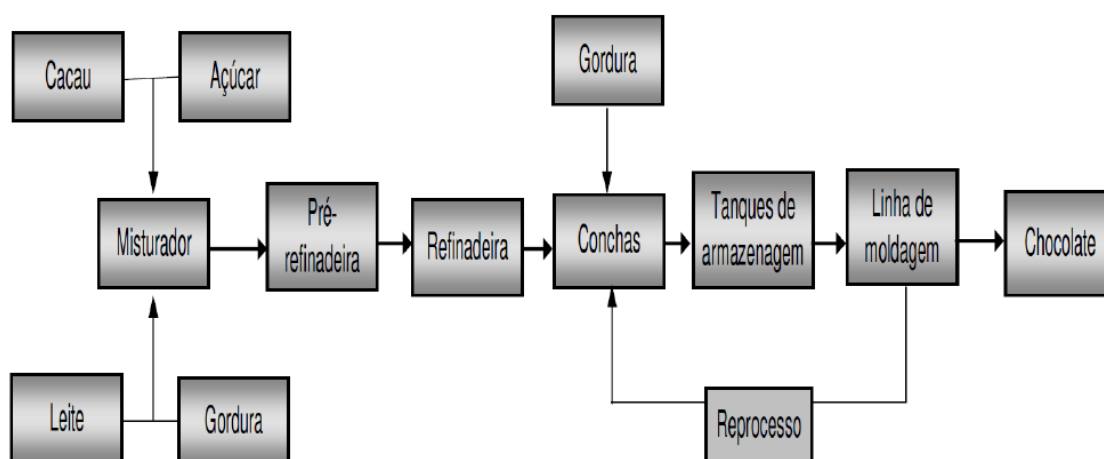 Cacau
Açúcar
Gordura
Misturador
Pré-
refinadeira
Refinadeira
Conchas
Tanques de
armazenagem
Linha de
moldagem
Chocolate
Leite
Gordura
Reprocesso